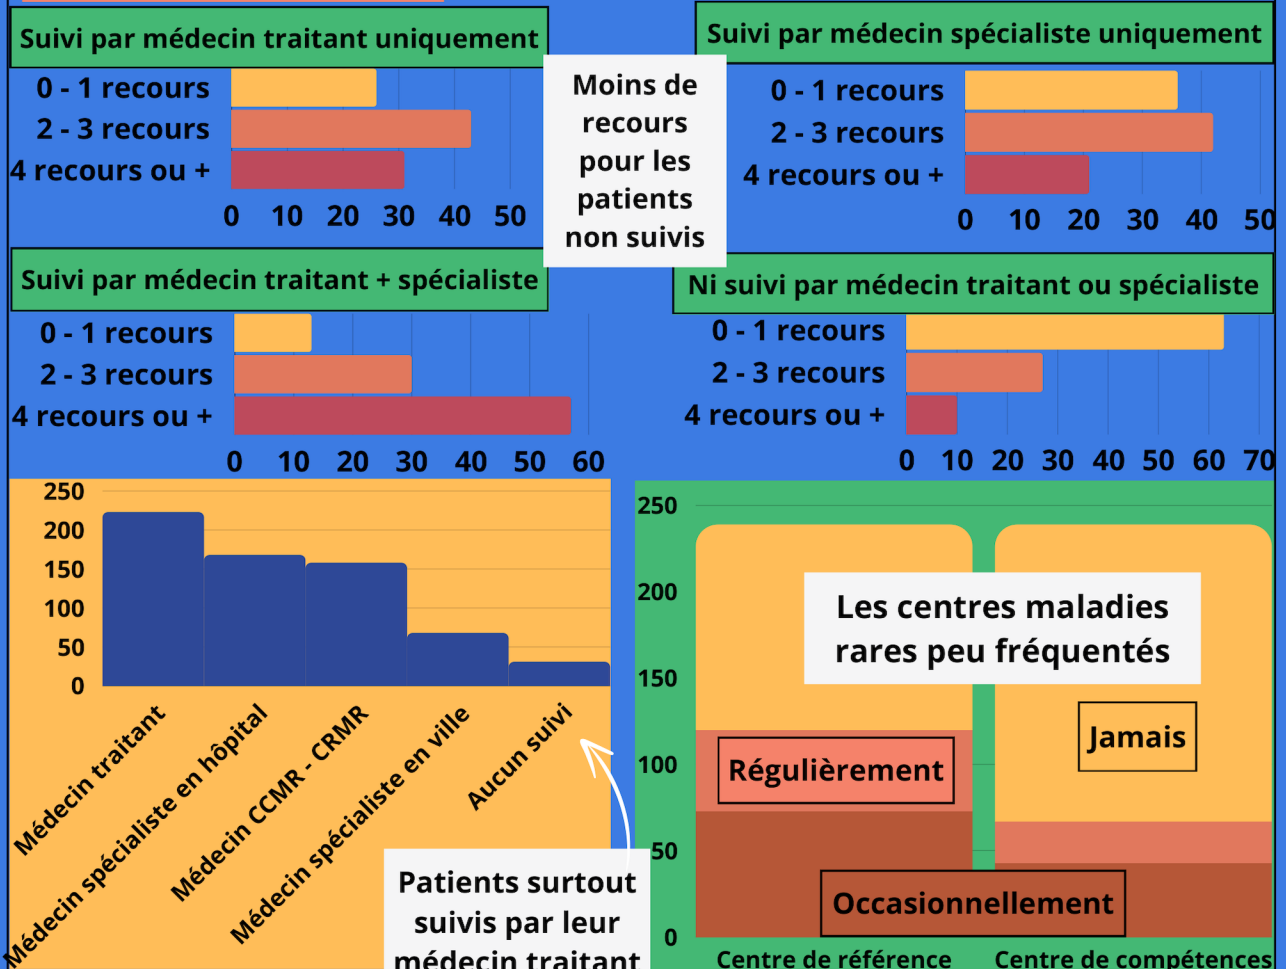 Suivi par médecin traitant uniquement
0 - 1 recours
2 - 3 recours
4 recours ou +
0 10 20 30 40 50
Moins de
recours
pour les
patients
non suivis
Suivi par médecin spécialiste uniquement
0 - 1 recours
2 - 3 recours
4 recours ou +
0 10 20 30 40 50
Suivi par médecin traitant + spécialiste
0 - 1 recours
2 - 3 recours
4 recours ou +
0 10 20 30 40 50 60
Ni suivi par médecin traitant ou spécialiste
0 - 1 recours
2 - 3 recours
4 recours ou +
0 10 20 30 40 50 60 70
250
200
150
100
50
0
Médecin traitant
Médecin spécialiste en hôpital
Médecin CCMR - CRMR
Médecin spécialiste en ville
Aucun suivi
Patients surtout
suivis par leur
médecin traitant
250
200
150
100
50
0
Les centres maladies
rares peu fréquentés
Jamais
Régulièrement
Occasionnellement
Centre de référence
Centre de compétences